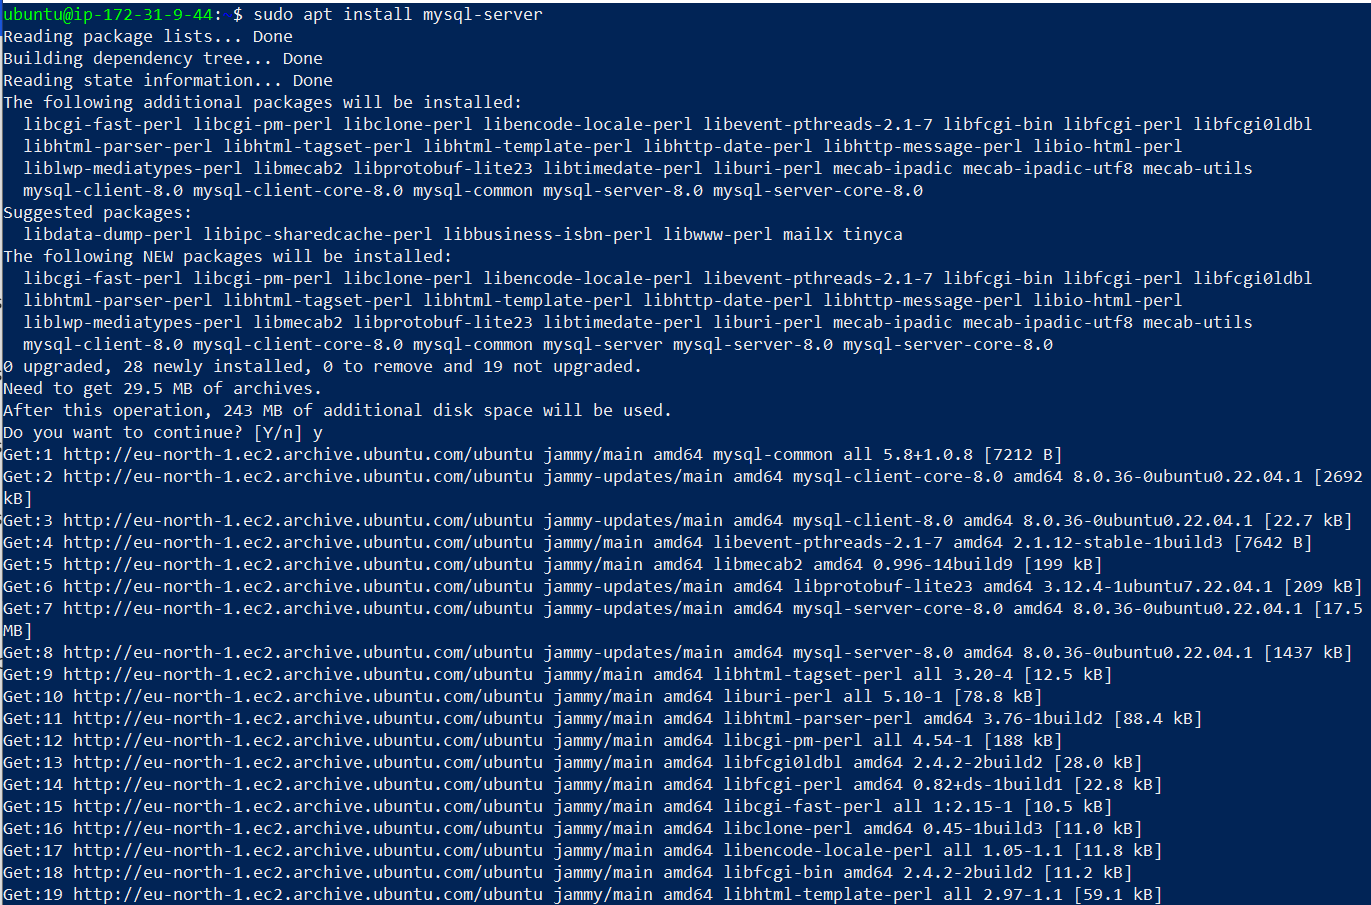 ubuntu@ip-172-31-9-44:~$ sudo apt install mysql-server
Reading package lists... Done
Building dependency tree... Done
Reading state information... Done
The following additional packages will be installed:
  libcgi-fast-perl libcgi-pm-perl libclone-perl libencode-locale-perl libevent-pthreads-2.1-7 libfcgi-bin libfcgi-perl libfcgi0ldbl
  libhtml-parser-perl libhtml-tagset-perl libhtml-template-perl libhttp-date-perl libhttp-message-perl libio-html-perl
  liblwp-mediatypes-perl libmecab2 libprotobuf-lite23 libtimedate-perl liburi-perl mecab-ipadic mecab-ipadic-utf8 mecab-utils
  mysql-client-8.0 mysql-client-core-8.0 mysql-common mysql-server-8.0 mysql-server-core-8.0
Suggested packages:
  libdata-dump-perl libipc-sharedcache-perl libbusiness-isbn-perl libwww-perl mailx tinyca
The following NEW packages will be installed:
  libcgi-fast-perl libcgi-pm-perl libclone-perl libencode-locale-perl libevent-pthreads-2.1-7 libfcgi-bin libfcgi-perl libfcgi0ldbl
  libhtml-parser-perl libhtml-tagset-perl libhtml-template-perl libhttp-date-perl libhttp-message-perl libio-html-perl
  liblwp-mediatypes-perl libmecab2 libprotobuf-lite23 libtimedate-perl liburi-perl mecab-ipadic mecab-ipadic-utf8 mecab-utils
  mysql-client-8.0 mysql-client-core-8.0 mysql-common mysql-server mysql-server-8.0 mysql-server-core-8.0
0 upgraded, 28 newly installed, 0 to remove and 19 not upgraded.
Need to get 29.5 MB of archives.
After this operation, 243 MB of additional disk space will be used.
Do you want to continue? [Y/n] y
Get:1 http://eu-north-1.ec2.archive.ubuntu.com/ubuntu jammy/main amd64 mysql-common all 5.8+1.0.8 [7212 B]
Get:2 http://eu-north-1.ec2.archive.ubuntu.com/ubuntu jammy-updates/main amd64 mysql-client-core-8.0 amd64 8.0.36-0ubuntu0.22.04.1 [2692
kB]
Get:3 http://eu-north-1.ec2.archive.ubuntu.com/ubuntu jammy-updates/main amd64 mysql-client-8.0 amd64 8.0.36-0ubuntu0.22.04.1 [22.7 kB]
Get:4 http://eu-north-1.ec2.archive.ubuntu.com/ubuntu jammy/main amd64 libevent-pthreads-2.1-7 amd64 2.1.12-stable-1build3 [7642 B]
Get:5 http://eu-north-1.ec2.archive.ubuntu.com/ubuntu jammy/main amd64 libmecab2 amd64 0.996-14build9 [199 kB]
Get:6 http://eu-north-1.ec2.archive.ubuntu.com/ubuntu jammy-updates/main amd64 libprotobuf-lite23 amd64 3.12.4-1ubuntu7.22.04.1 [209 kB]
Get:7 http://eu-north-1.ec2.archive.ubuntu.com/ubuntu jammy-updates/main amd64 mysql-server-core-8.0 amd64 8.0.36-0ubuntu0.22.04.1 [17.5
MB]
Get:8 http://eu-north-1.ec2.archive.ubuntu.com/ubuntu jammy-updates/main amd64 mysql-server-8.0 amd64 8.0.36-0ubuntu0.22.04.1 [1437 kB]
Get:9 http://eu-north-1.ec2.archive.ubuntu.com/ubuntu jammy/main amd64 libhtml-tagset-perl all 3.20-4 [12.5 kB]
Get:10 http://eu-north-1.ec2.archive.ubuntu.com/ubuntu jammy/main amd64 liburi-perl all 5.10-1 [78.8 kB]
Get:11 http://eu-north-1.ec2.archive.ubuntu.com/ubuntu jammy/main amd64 libhtml-parser-perl amd64 3.76-1build2 [88.4 kB]
Get:12 http://eu-north-1.ec2.archive.ubuntu.com/ubuntu jammy/main amd64 libcgi-pm-perl all 4.54-1 [188 kB]
Get:13 http://eu-north-1.ec2.archive.ubuntu.com/ubuntu jammy/main amd64 libfcgi0ldbl amd64 2.4.2-2build2 [28.0 kB]
Get:14 http://eu-north-1.ec2.archive.ubuntu.com/ubuntu jammy/main amd64 libfcgi-perl amd64 0.82+ds-1build1 [22.8 kB]
Get:15 http://eu-north-1.ec2.archive.ubuntu.com/ubuntu jammy/main amd64 libcgi-fast-perl all 1:2.15-1 [10.5 kB]
Get:16 http://eu-north-1.ec2.archive.ubuntu.com/ubuntu jammy/main amd64 libclone-perl amd64 0.45-1build3 [11.0 kB]
Get:17 http://eu-north-1.ec2.archive.ubuntu.com/ubuntu jammy/main amd64 libencode-locale-perl all 1.05-1.1 [11.8 kB]
Get:18 http://eu-north-1.ec2.archive.ubuntu.com/ubuntu jammy/main amd64 libfcgi-bin amd64 2.4.2-2build2 [11.2 kB]
Get:19 http://eu-north-1.ec2.archive.ubuntu.com/ubuntu jammy/main amd64 libhtml-template-perl all 2.97-1.1 [59.1 kB]